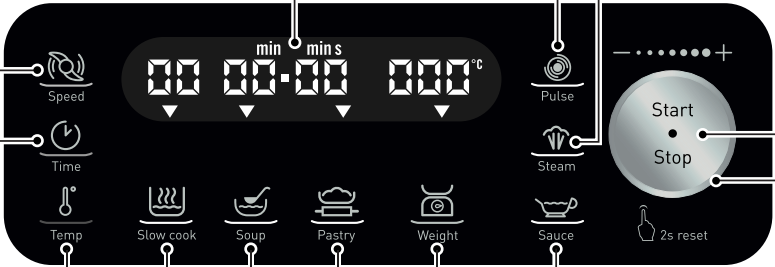 min min s
00 00 00 000 °C
Speed
Pulse
Start
Stop
Time
Steam
Temp
Slow cook
Soup
Pastry
Weight
Sauce
2s reset